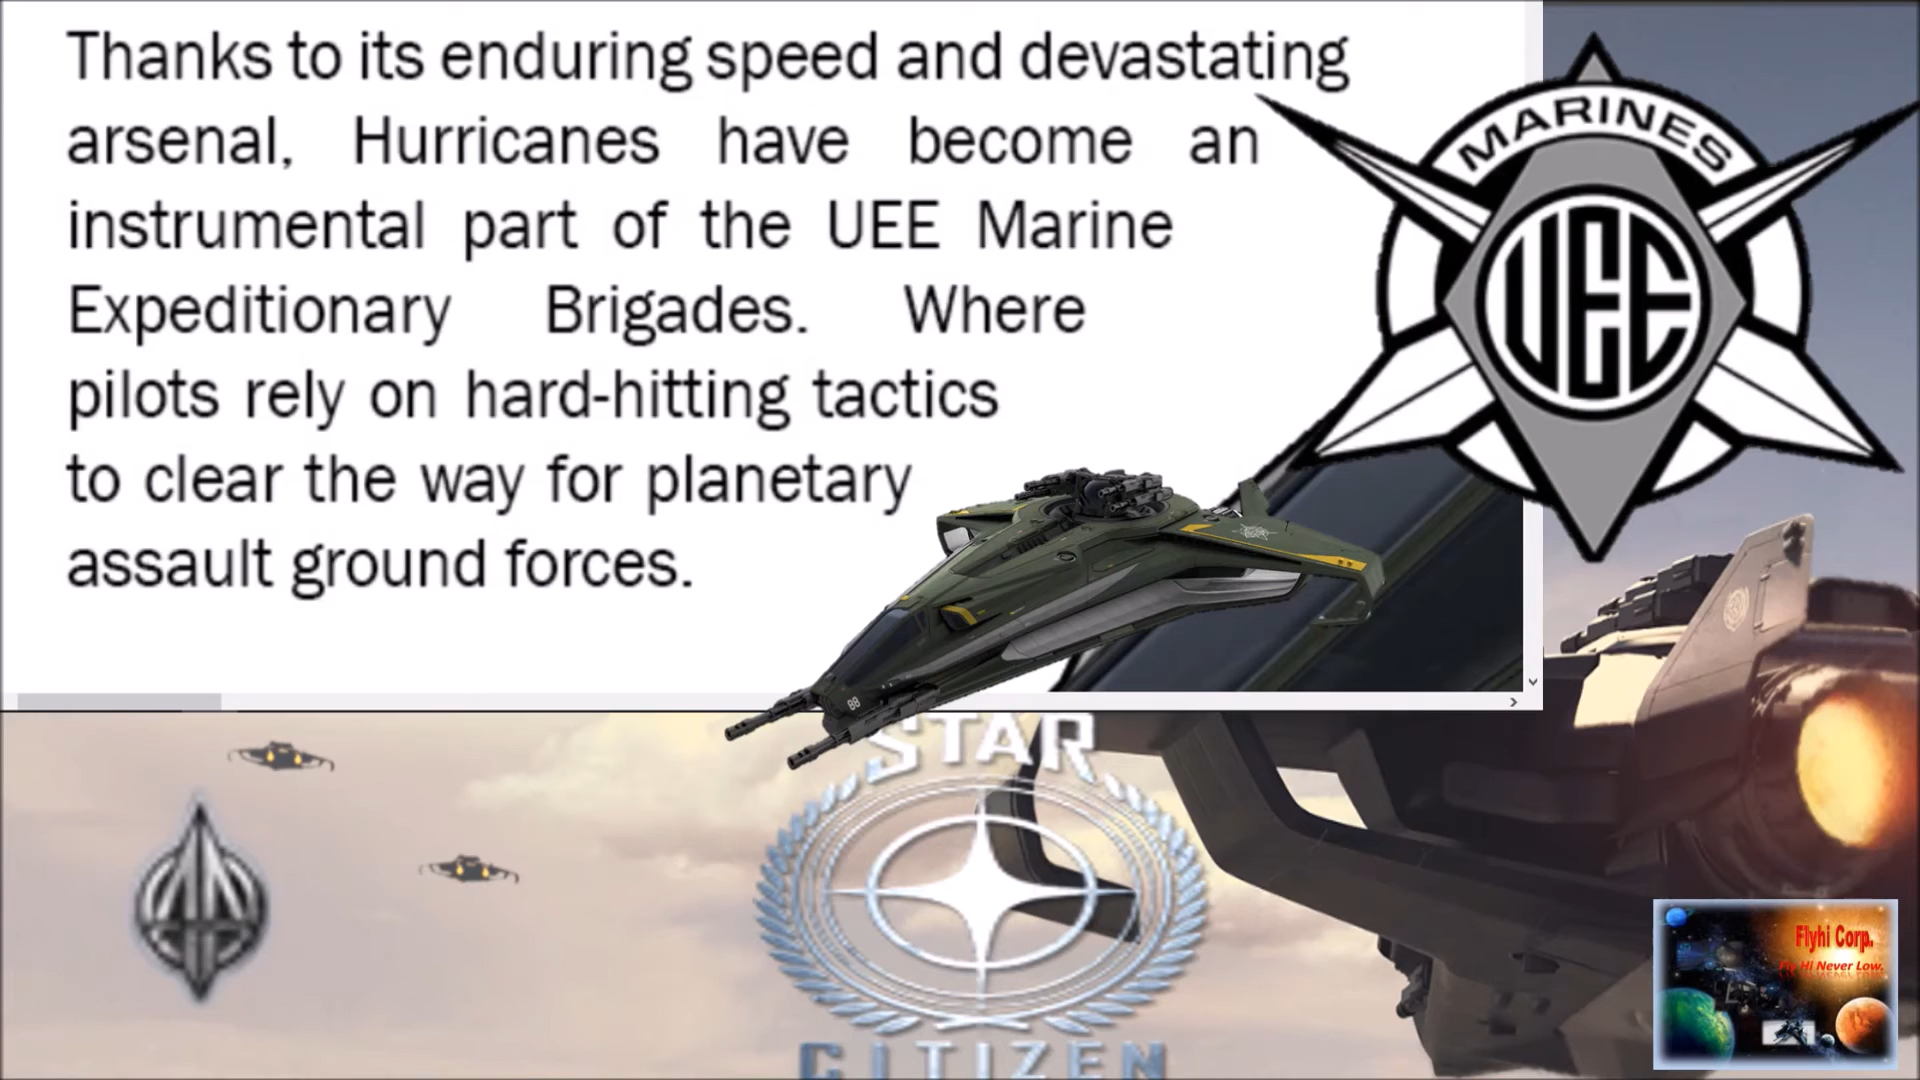 Thanks to its enduring speed and devastating
arsenal, Hurricanes have become an
instrumental part of the UEE Marine
Expeditionary Brigades. Where
pilots rely on hard-hitting tactics
to clear the way for planetary
assault ground forces.
MARINES
UEE
88
STAR
CITIZEN
Flyhi Corp.
Fly Hi Never Low.